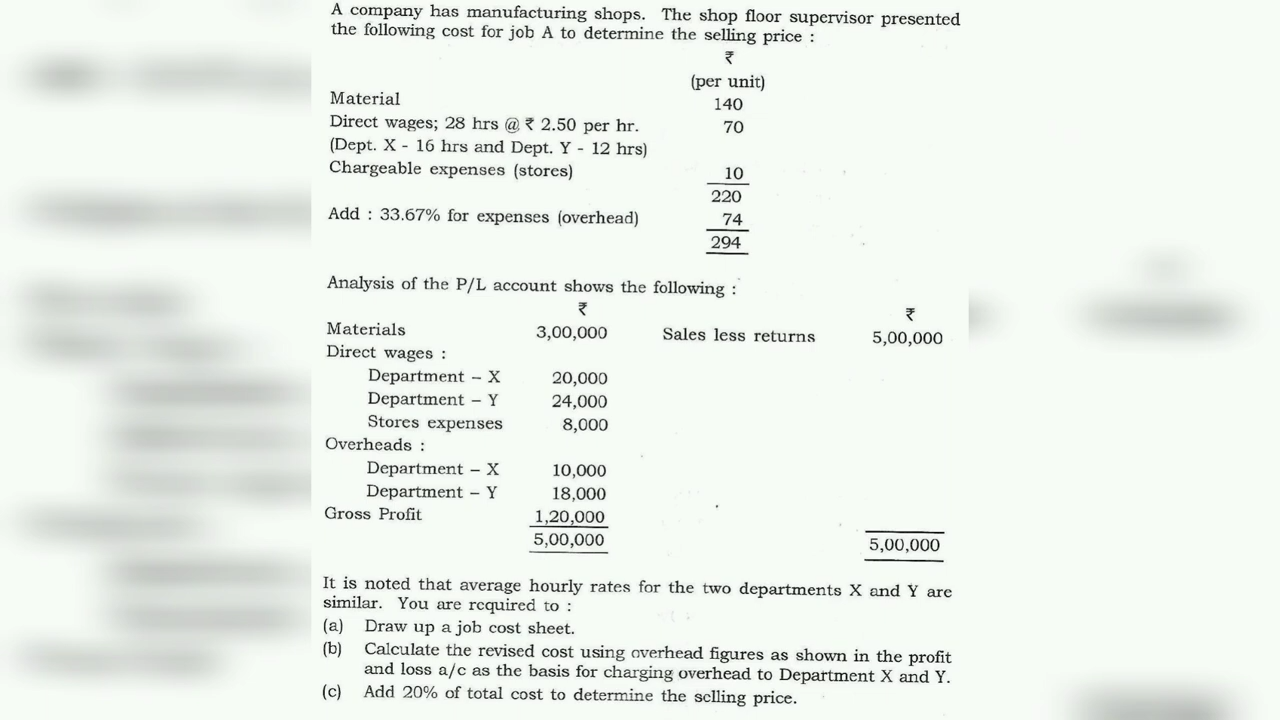 A company has manufacturing shops. The shop floor supervisor presented
the following cost for job A to determine the selling price :
₹
(per unit)
Material 140
Direct wages; 28 hrs @ ₹ 2.50 per hr. 70
(Dept. X - 16 hrs and Dept. Y - 12 hrs)
Chargeable expenses (stores) 10
220
Add : 33.67% for expenses (overhead) 74
294
Analysis of the P/L account shows the following :
₹ ₹
Materials 3,00,000 Sales less returns 5,00,000
Direct wages :
Department – X 20,000
Department – Y 24,000
Stores expenses 8,000
Overheads :
Department – X 10,000
Department – Y 18,000
Gross Profit 1,20,000
5,00,000 5,00,000
It is noted that average hourly rates for the two departments X and Y are
similar. You are required to :
(a) Draw up a job cost sheet.
(b) Calculate the revised cost using overhead figures as shown in the profit
and loss a/c as the basis for charging overhead to Department X and Y.
(c) Add 20% of total cost to determine the selling price.